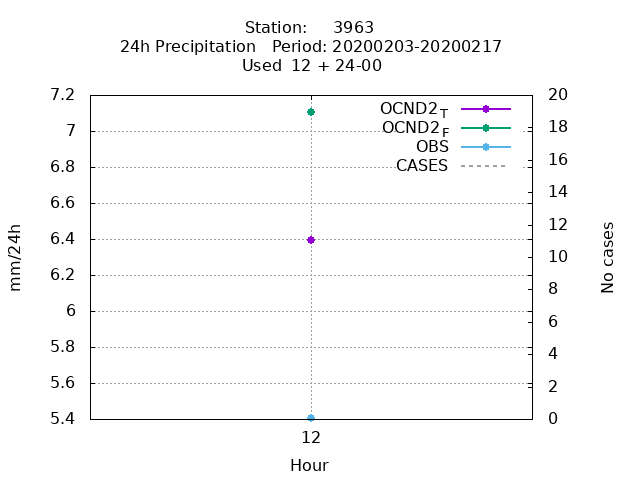 Station: 3963
24h Precipitation Period: 20200203-20200217
Used 12 + 24-00
7.2
7
6.8
6.6
6.4
6.2
6
5.8
5.6
5.4
mm/24h
OCND2T
OCND2F
OBS
CASES
20
18
16
14
12
10
8
6
4
2
0
No cases
12
Hour